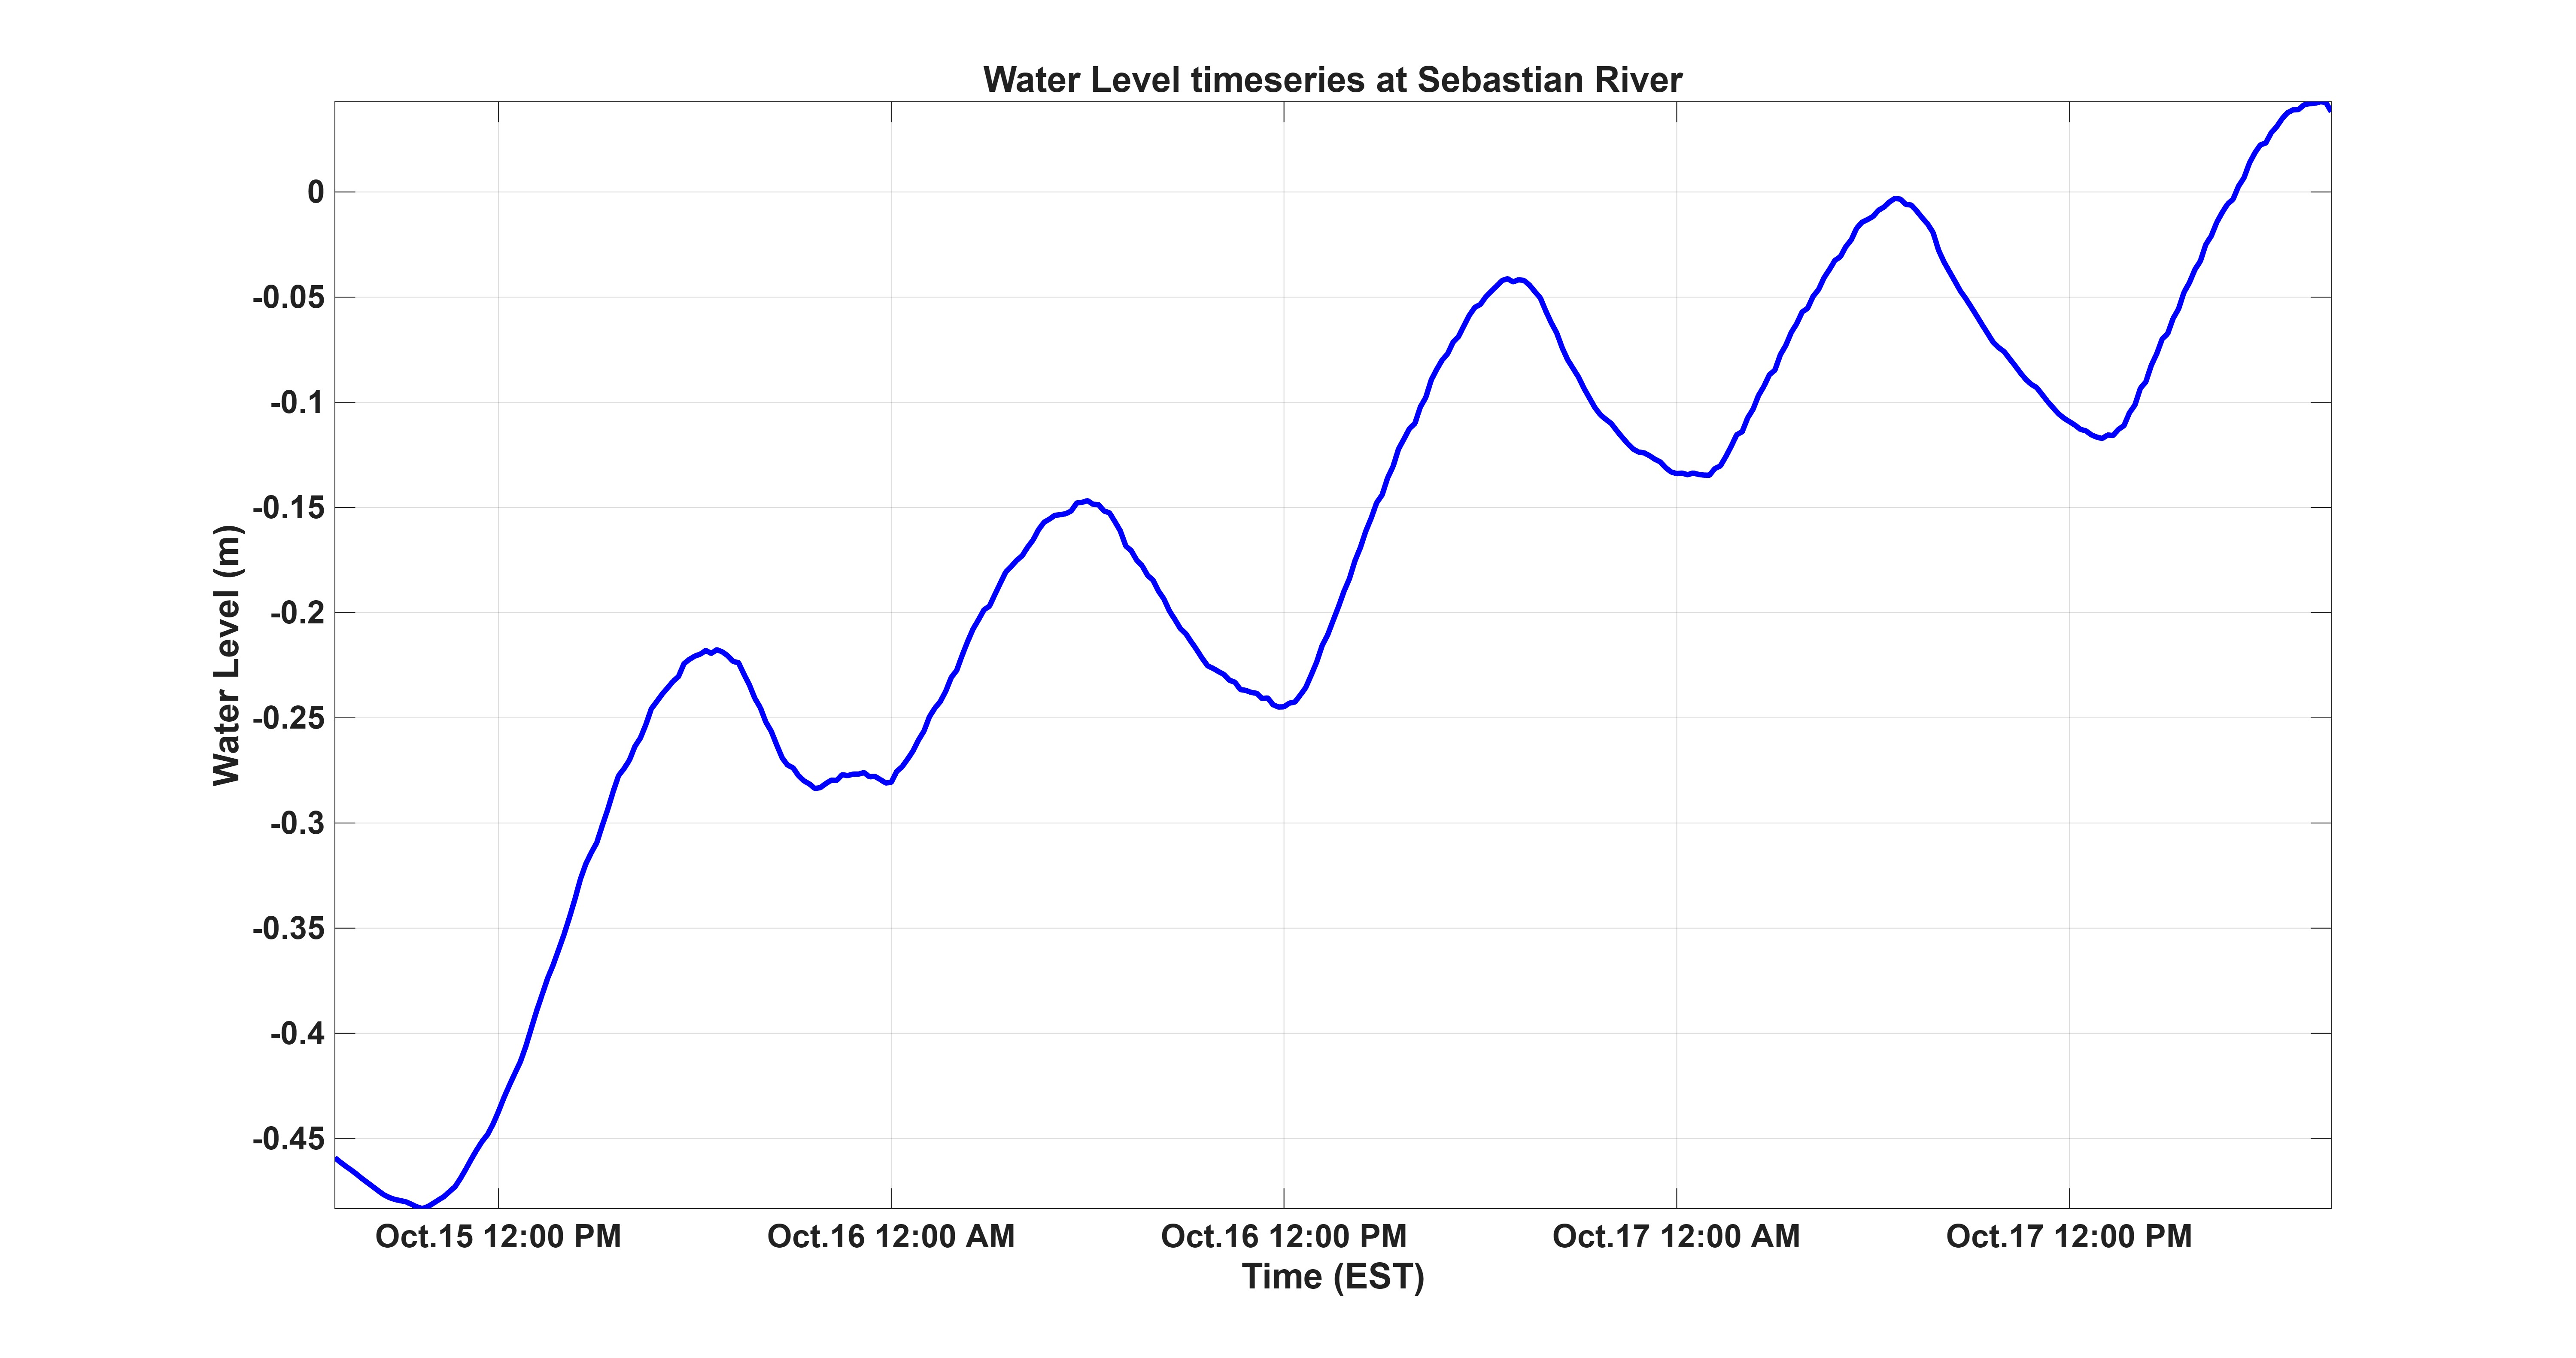 Water Level timeseries at Sebastian River
Water Level (m)
0
-0.05
-0.1
-0.15
-0.2
-0.25
-0.3
-0.35
-0.4
-0.45
Oct.15 12:00 PM
Oct.16 12:00 AM
Oct.16 12:00 PM
Oct.17 12:00 AM
Oct.17 12:00 PM
Time (EST)